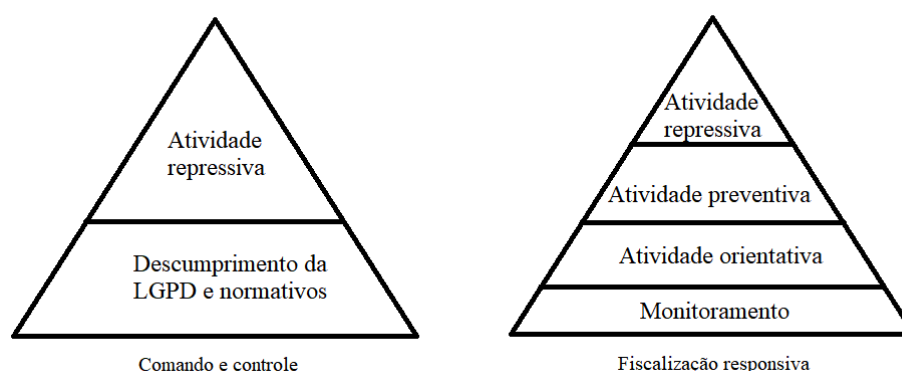 Atividade
repressiva
Descumprimento da
LGPD e normativos
Comando e controle
Atividade
repressiva
Atividade preventiva
Atividade orientativa
Monitoramento
Fiscalização responsiva